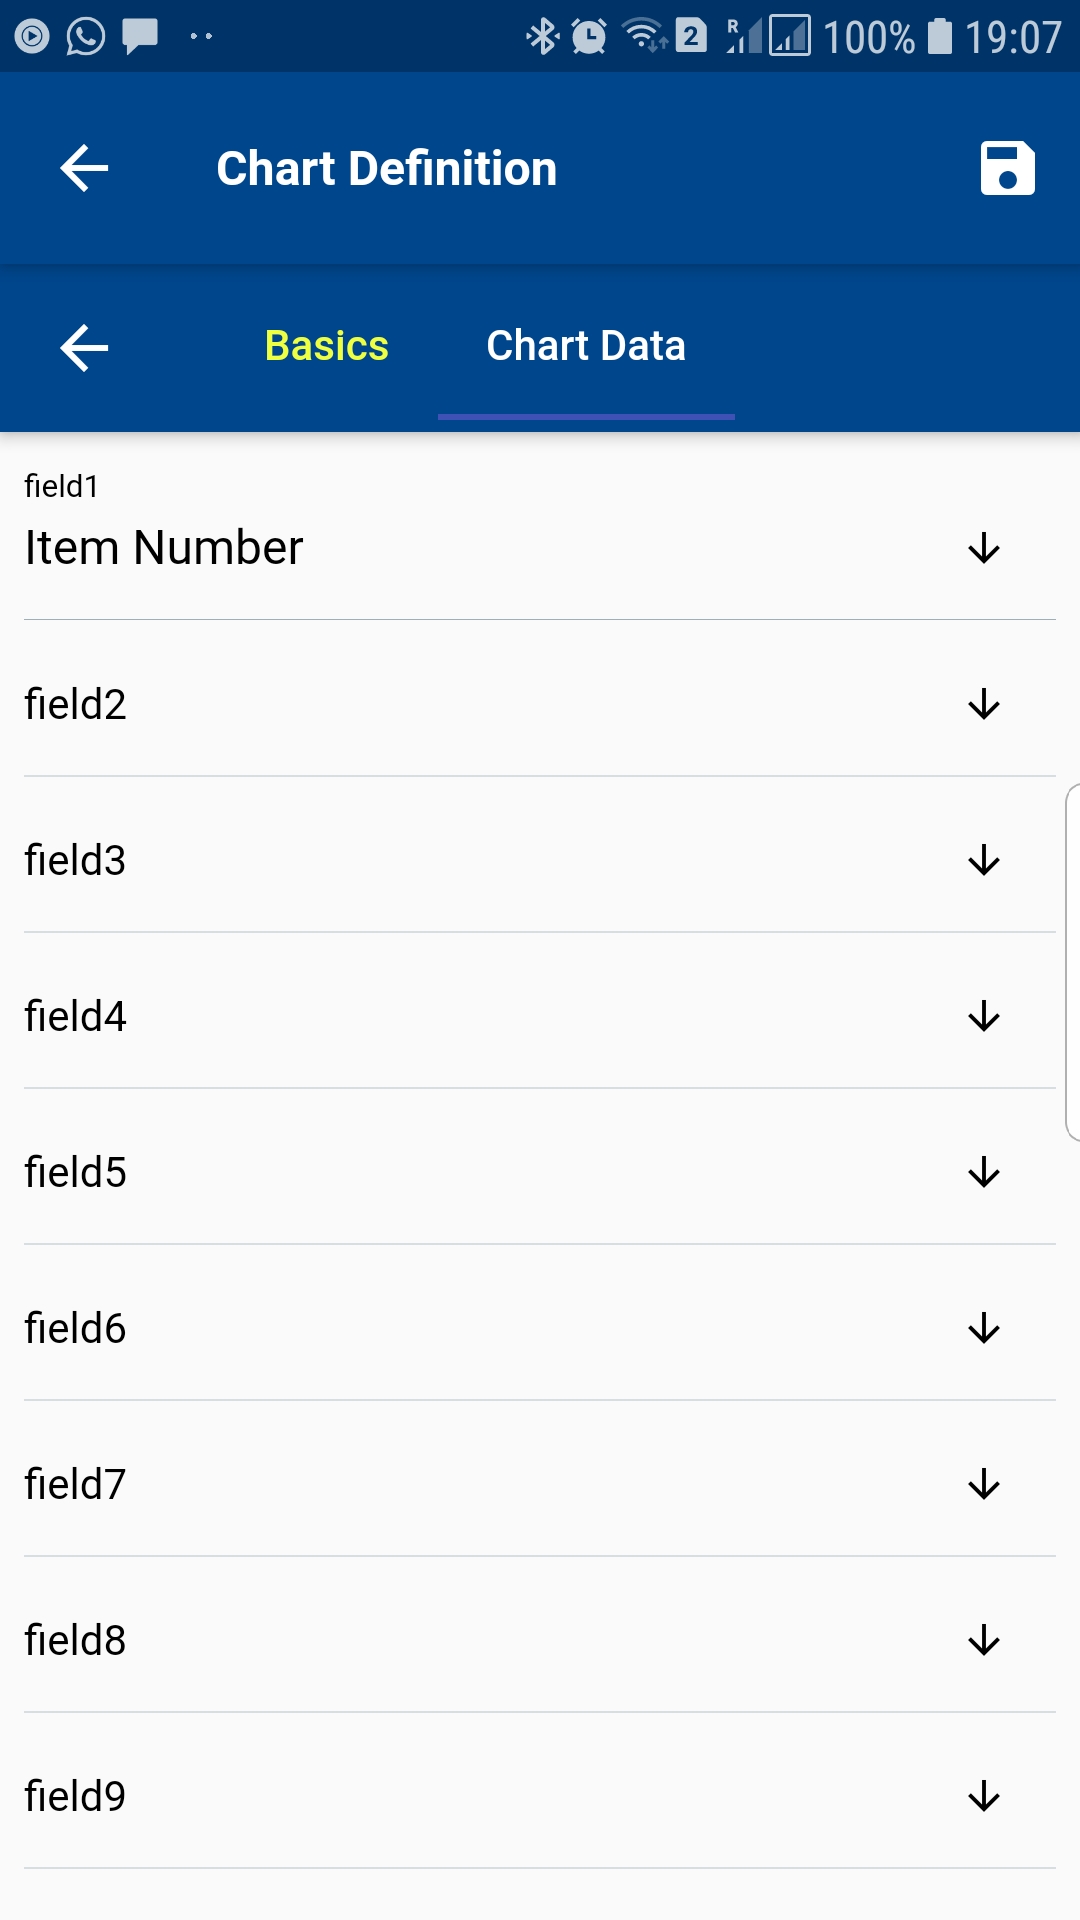 2 R 100% 19:07
Chart Definition
Basics Chart Data
field1
Item Number
field2
field3
field4
field5
field6
field7
field8
field9